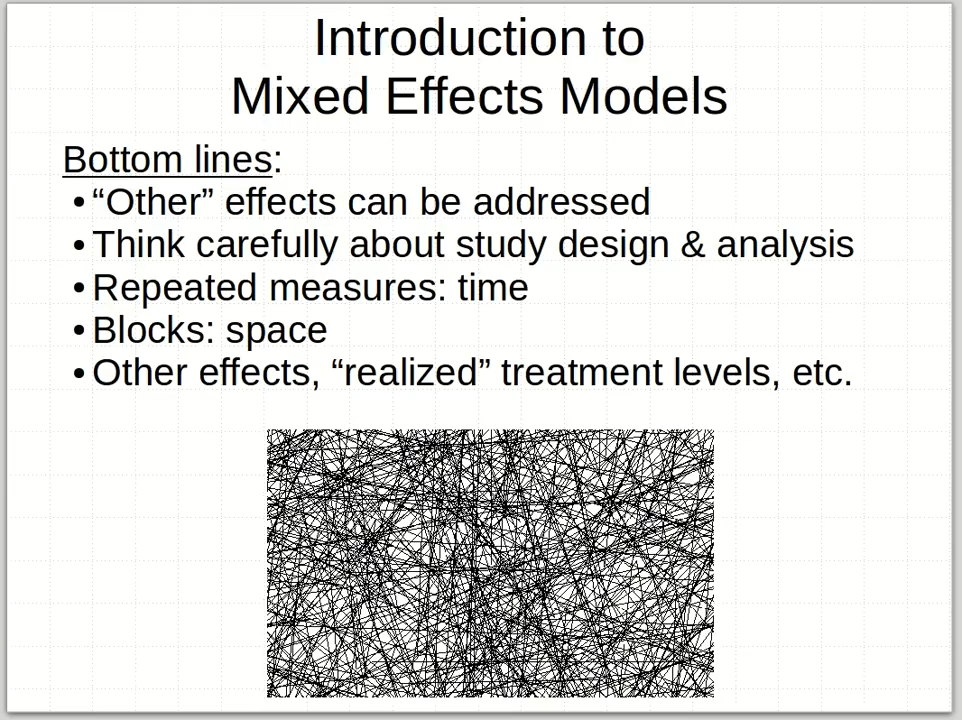 Introduction to
Mixed Effects Models
Bottom lines:
• “Other” effects can be addressed
• Think carefully about study design & analysis
• Repeated measures: time
• Blocks: space
• Other effects, “realized” treatment levels, etc.